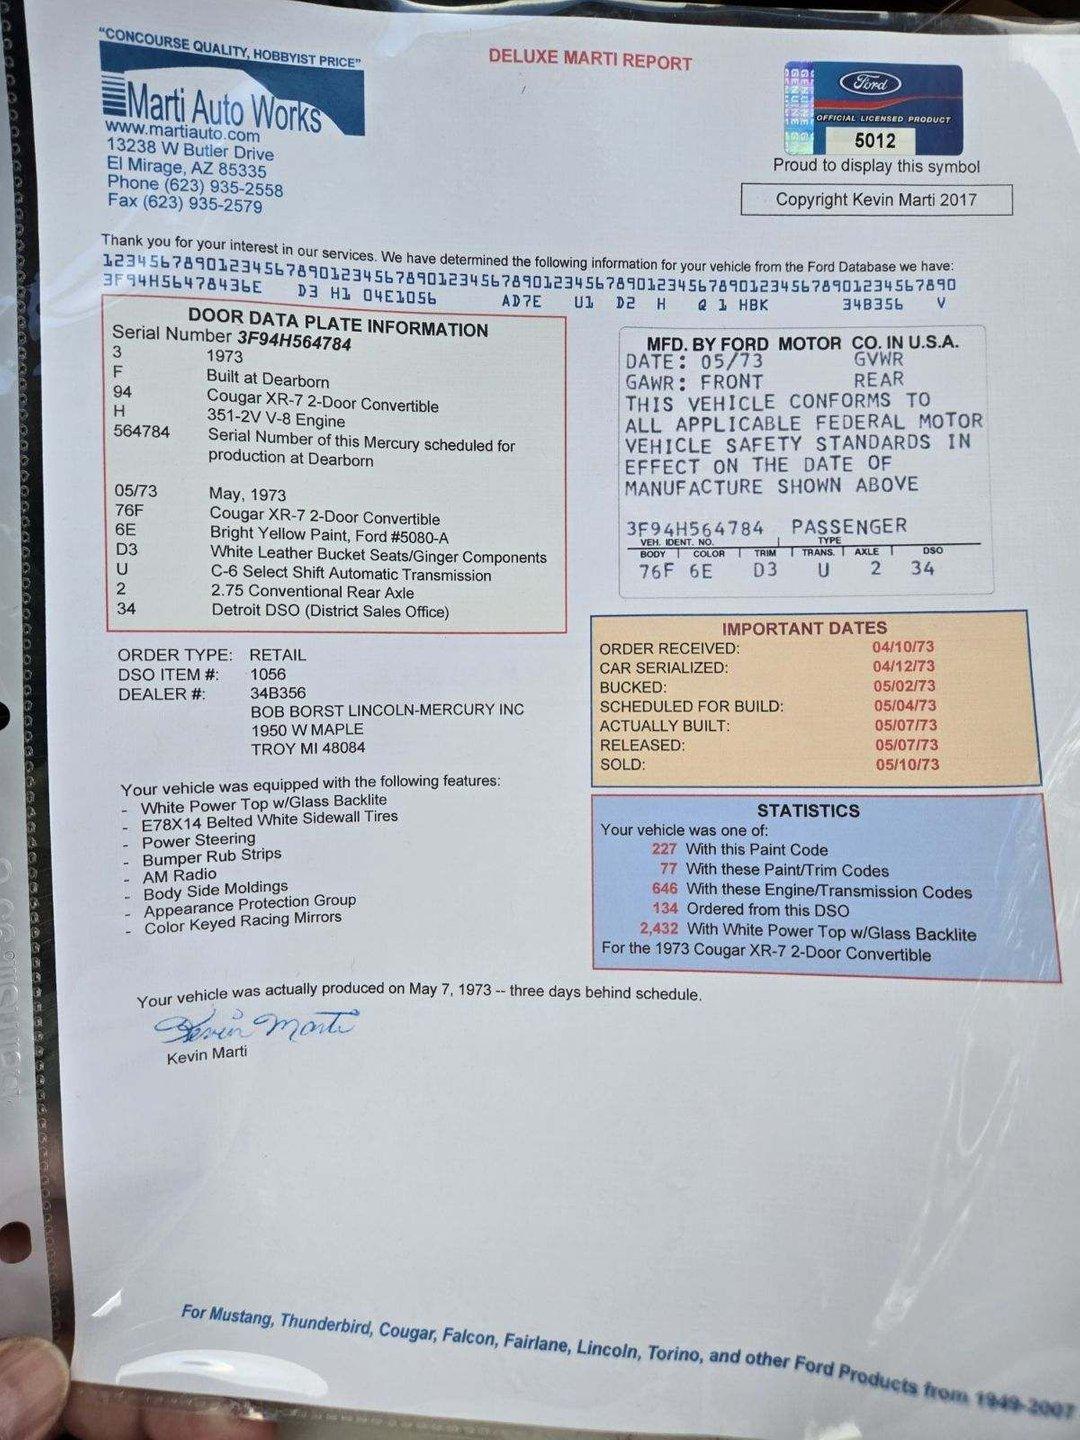 "CONCOURSE QUALITY, HOBBYIST PRICE"
Marti Auto Works
www.martiauto.com
13238 W Butler Drive
El Mirage, AZ 85335
Phone (623) 935-2558
Fax (623) 935-2579
DELUXE MARTI REPORT
GENUINE GENUINE
Ford
OFFICIAL LICENSED PRODUCT
5012
Proud to display this symbol
Copyright Kevin Marti 2017
Thank you for your interest in our services. We have determined the following information for your vehicle from the Ford Database we have:
12345678901234567890123456789012345678901234567890123456789012345678901234567890
3F94H56478436E D3 H1 04E1056 AD7E U1 D2 H Q 1 HBK 34B356 V
DOOR DATA PLATE INFORMATION
Serial Number 3F94H564784
3 1973
F Built at Dearborn
94 Cougar XR-7 2-Door Convertible
H 351-2V V-8 Engine
564784 Serial Number of this Mercury scheduled for
production at Dearborn
05/73 May, 1973
76F Cougar XR-7 2-Door Convertible
6E Bright Yellow Paint, Ford #5080-A
D3 White Leather Bucket Seats/Ginger Components
U C-6 Select Shift Automatic Transmission
2 2.75 Conventional Rear Axle
34 Detroit DSO (District Sales Office)
MFD. BY FORD MOTOR CO. IN U.S.A.
DATE: 05/73 GVWR
GAWR: FRONT REAR
THIS VEHICLE CONFORMS TO
ALL APPLICABLE FEDERAL MOTOR
VEHICLE SAFETY STANDARDS IN
EFFECT ON THE DATE OF
MANUFACTURE SHOWN ABOVE
3F94H564784 PASSENGER
VEH. IDENT. NO. TYPE
BODY COLOR TRIM TRANS. AXLE DSO
76F 6E D3 U 2 34
ORDER TYPE: RETAIL
DSO ITEM #: 1056
DEALER #: 34B356
BOB BORST LINCOLN-MERCURY INC
1950 W MAPLE
TROY MI 48084
IMPORTANT DATES
ORDER RECEIVED: 04/10/73
CAR SERIALIZED: 04/12/73
BUCKED: 05/02/73
SCHEDULED FOR BUILD: 05/04/73
ACTUALLY BUILT: 05/07/73
RELEASED: 05/07/73
SOLD: 05/10/73
Your vehicle was equipped with the following features:
- White Power Top w/Glass Backlite
- E78X14 Belted White Sidewall Tires
- Power Steering
- Bumper Rub Strips
- AM Radio
- Body Side Moldings
- Appearance Protection Group
- Color Keyed Racing Mirrors
STATISTICS
Your vehicle was one of:
227 With this Paint Code
77 With these Paint/Trim Codes
646 With these Engine/Transmission Codes
134 Ordered from this DSO
2,432 With White Power Top w/Glass Backlite
For the 1973 Cougar XR-7 2-Door Convertible
Your vehicle was actually produced on May 7, 1973 -- three days behind schedule.
Kevin Marti
Kevin Marti
For Mustang, Thunderbird, Cougar, Falcon, Fairlane, Lincoln, Torino, and other Ford Products from 1949-2007